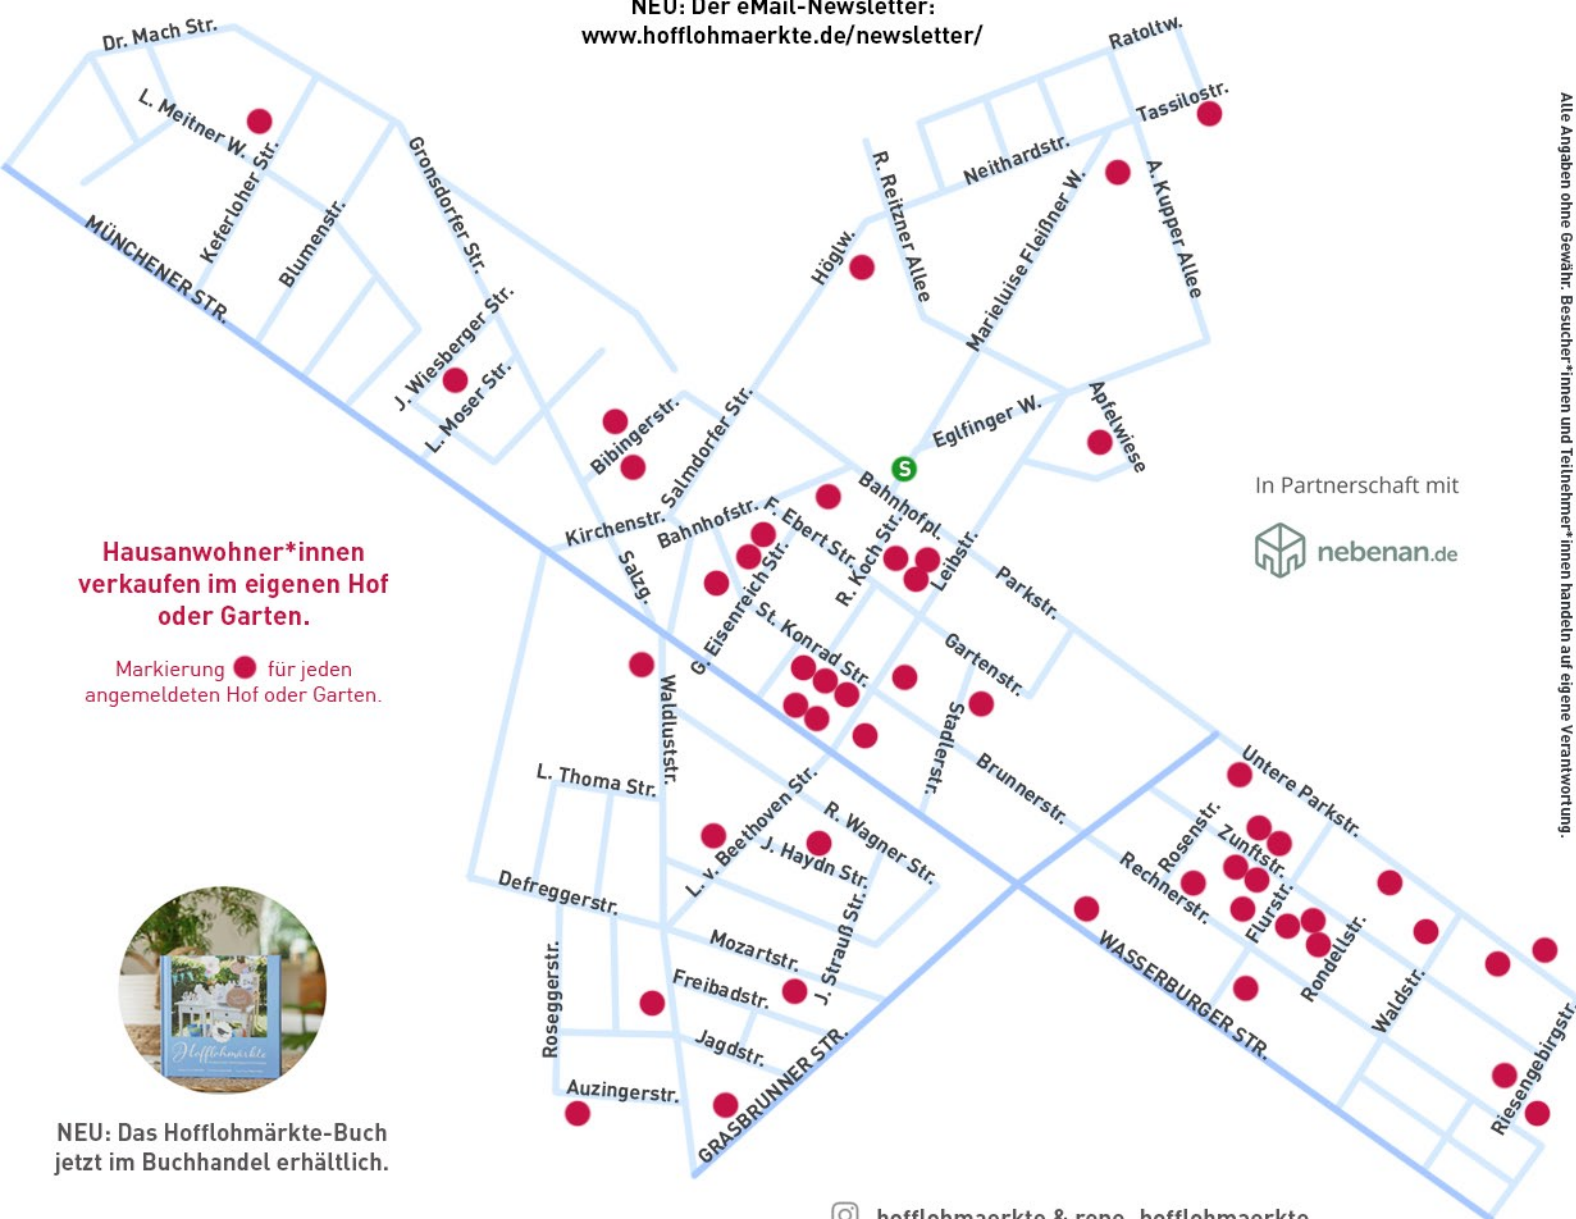 NEU: Der eMail-Newsletter:
www.hofflohmaerkte.de/newsletter/
Dr. Mach Str.
L. Meitner W.
Keferloher Str.
Blumenstr.
MÜNCHENER STR.
Gronsdorfer Str.
J. Wiesberger Str.
L. Moser Str.
Bibingerstr.
Salmdorfer Str.
Kirchenstr.
Bahnhofstr.
Salzg.
Ratoltw.
Tassilostr.
Neithardstr.
R. Reitzner Allee
A. Kupper Allee
Marieluise Fleißner W.
Höglw.
Eglfinger W.
Apfelwiese
S
Bahnhofpl.
F. Ebert Str.
R. Koch Str.
Leibstr.
Parkstr.
G. Eisenreich Str.
St. Konrad Str.
Gartenstr.
Stadlerstr.
Brunnerstr.
Waldluststr.
L. Thoma Str.
L. v. Beethoven Str.
R. Wagner Str.
J. Haydn Str.
Defreggerstr.
Mozartstr.
J. Strauß Str.
Freibadstr.
Roseggerstr.
Jagdstr.
Auzingerstr.
GRASBRUNNER STR.
Untere Parkstr.
Rosenstr.
Zunftstr.
Rechnerstr.
Flurstr.
Rondellstr.
WASSERBURGER STR.
Waldstr.
Riesengebirgstr.
Hausanwohner*innen
verkaufen im eigenen Hof
oder Garten.
Markierung für jeden
angemeldeten Hof oder Garten.
In Partnerschaft mit
nebenan.de
Hofflohmärkte
NEU: Das Hofflohmärkte-Buch
jetzt im Buchhandel erhältlich.
Alle Angaben ohne Gewähr. Besucher*innen und Teilnehmer*innen handeln auf eigene Verantwortung.
hofflohmaerkte & rene_hofflohmaerkte